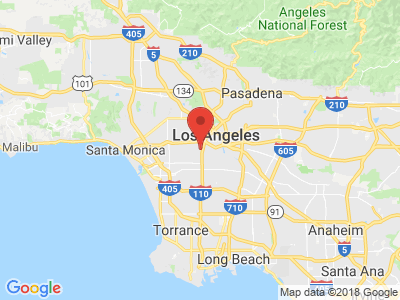 Angeles
National Forest
405
5
210
mi Valley
101
134
Pasadena
210
Los Angeles
Malibu
Santa Monica
605
405
110
710
91
Torrance
Anaheim
5
Long Beach
Santa Ana
Google
Map data ©2018 Google